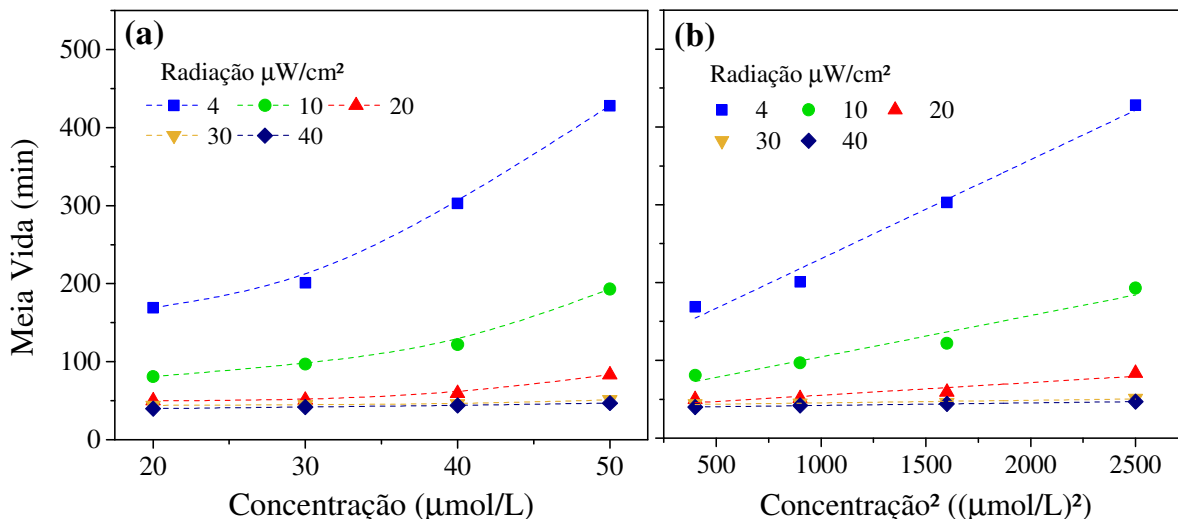 (a)
Radiação μW/cm²
4 10 20
30 40
500
400
300
200
100
0
20 30 40 50
Meia Vida (min)
Concentração (μmol/L)
(b)
Radiação μW/cm²
4 10 20
30 40
500 1000 1500 2000 2500
Concentração² ((μmol/L)²)